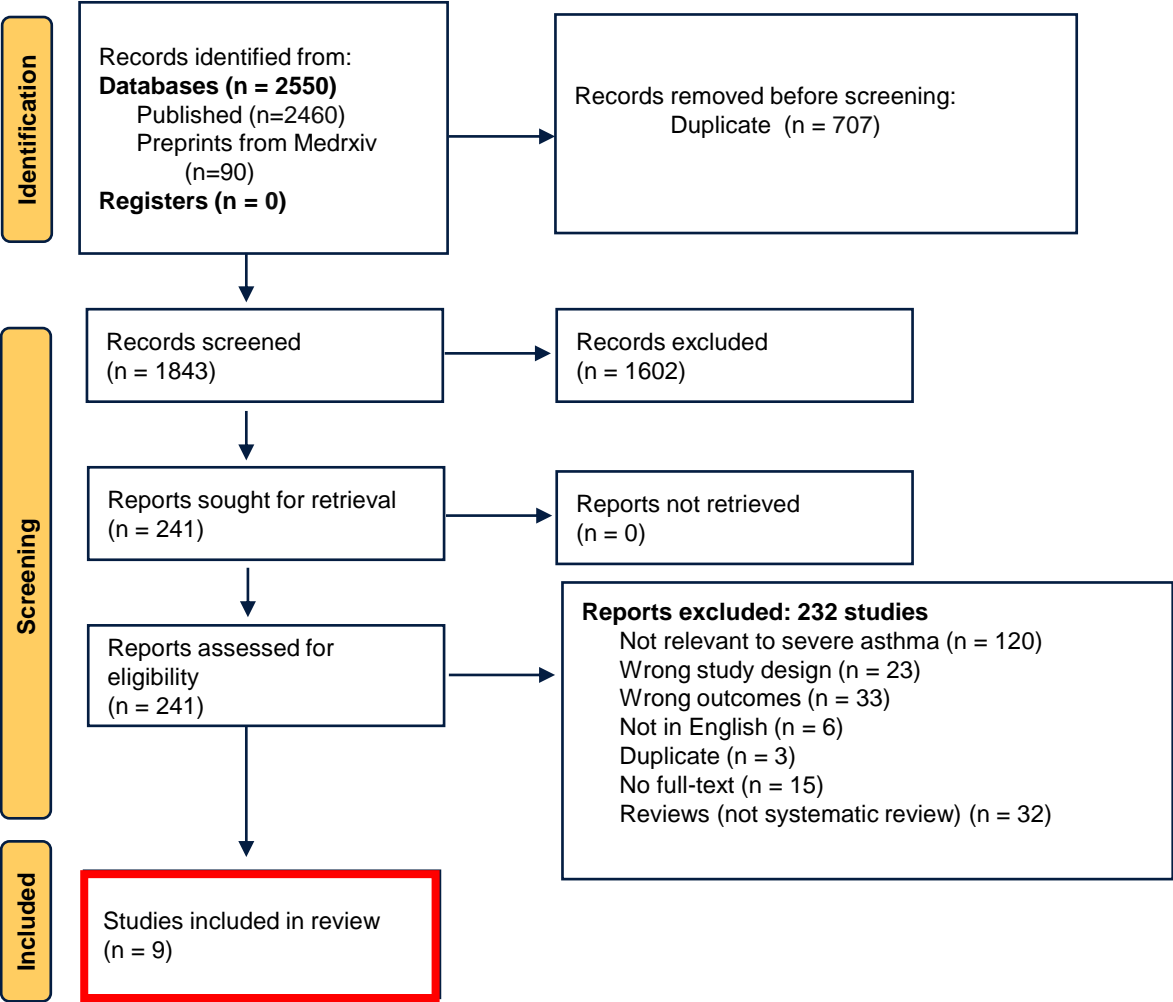 Identification
Records identified from:
Databases (n = 2550)
Published (n=2460)
Preprints from Medrxiv
(n=90)
Registers (n = 0)
Records removed before screening:
Duplicate  (n = 707)
Screening
Records screened
(n = 1843)
Records excluded
(n = 1602)
Reports sought for retrieval
(n = 241)
Reports not retrieved
(n = 0)
Reports assessed for
eligibility
(n = 241)
Reports excluded: 232 studies
Not relevant to severe asthma (n = 120)
Wrong study design (n = 23)
Wrong outcomes (n = 33)
Not in English (n = 6)
Duplicate (n = 3)
No full-text (n = 15)
Reviews (not systematic review) (n = 32)
Included
Studies included in review
(n = 9)